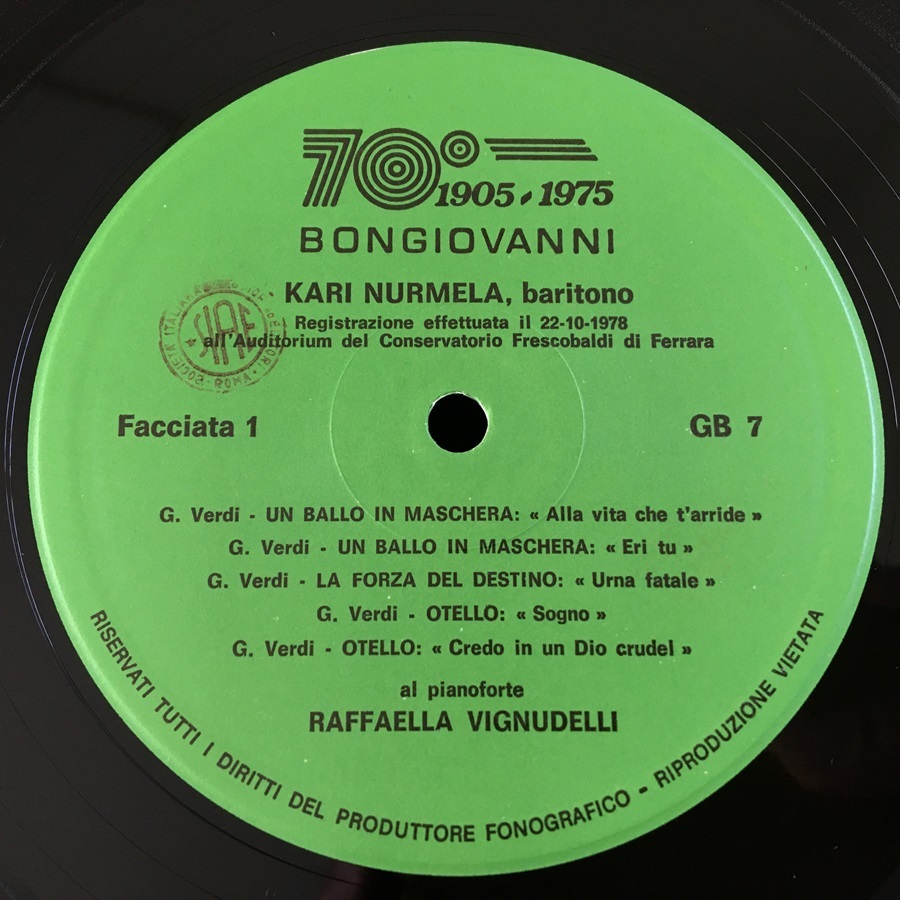 70°
1905-1975
BONGIOVANNI
KARI NURMELA, baritono
Registrazione effettuata il 22-10-1978
all'Auditorium del Conservatorio Frescobaldi di Ferrara
SIAE
ROMA
SOCIETÀ
Facciata 1
GB 7
G. Verdi - UN BALLO IN MASCHERA: « Alla vita che t'arride »
G. Verdi - UN BALLO IN MASCHERA: « Eri tu »
G. Verdi - LA FORZA DEL DESTINO: « Urna fatale »
G. Verdi - OTELLO: « Sogno »
G. Verdi - OTELLO: « Credo in un Dio crudel »
al pianoforte
RAFFAELLA VIGNUDELLI
RISERVATI TUTTI I DIRITTI DEL PRODUTTORE FONOGRAFICO - RIPRODUZIONE VIETATA